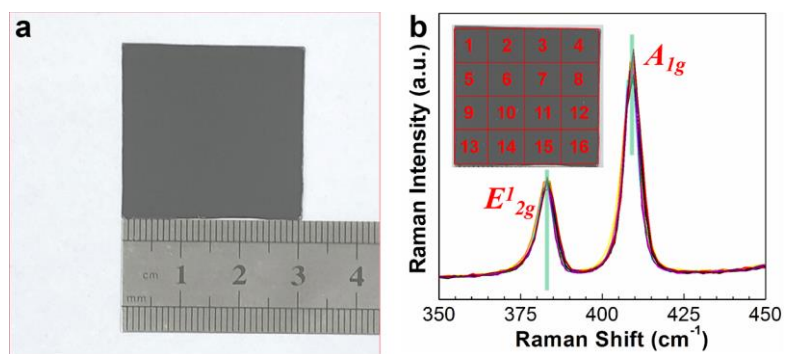 a
cm 1 2 3 4
mm
b
1 2 3 4
5 6 7 8
9 10 11 12
13 14 15 16
A1g
E¹2g
Raman Intensity (a.u.)
350 375 400 425 450
Raman Shift (cm⁻¹)